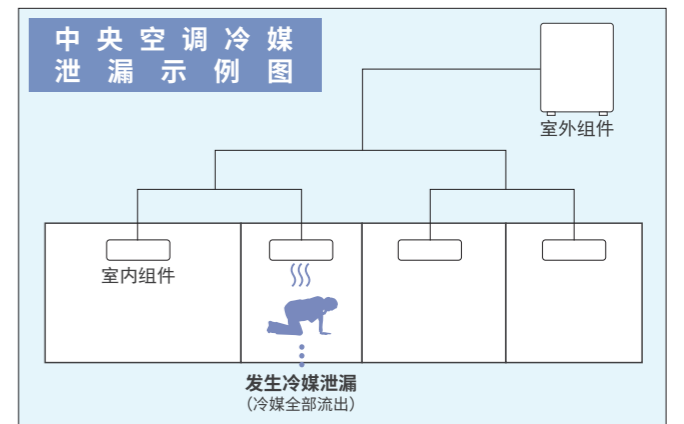 中央空调冷媒
泄漏示例图
室外组件
室内组件
发生冷媒泄漏
（冷媒全部流出）